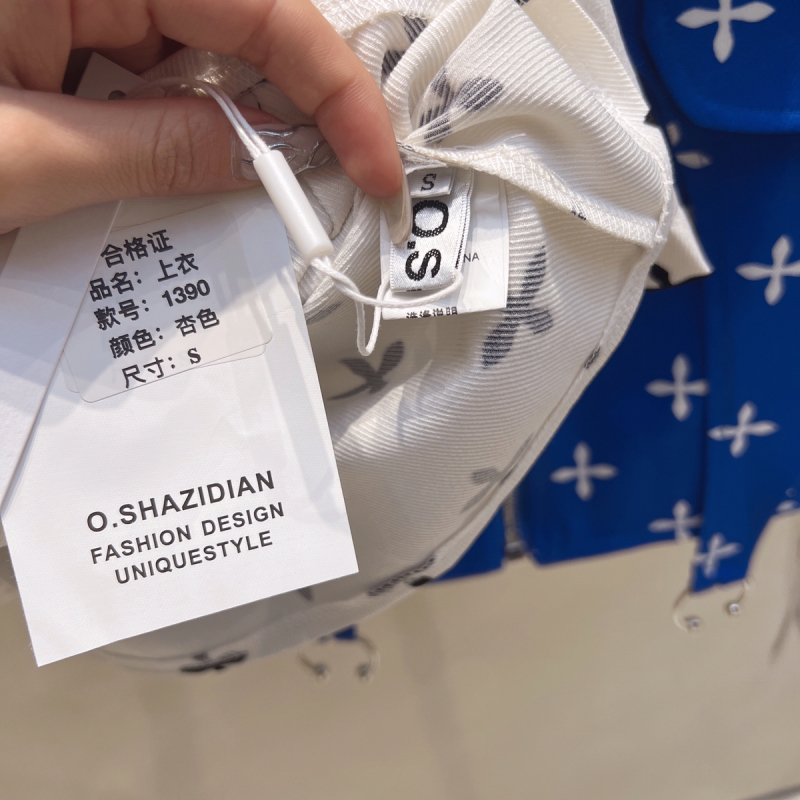 合格证
品名：上衣
款号：1390
颜色：杏色
尺寸：S
O.SHAZIDIAN
FASHION DESIGN
UNIQUESTYLE
S
O.S
NA